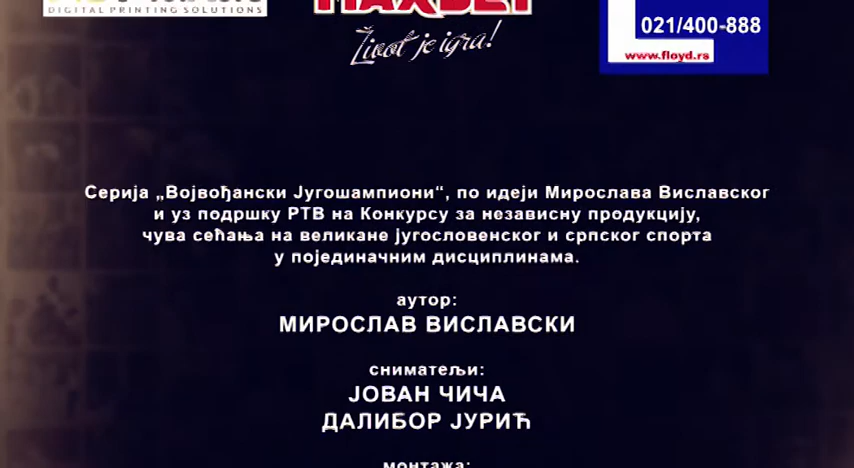 DIGITAL PRINTING SOLUTIONS
MAXBET
Život je igra!
021/400-888
www.floyd.rs
Серија „Војвођански Југошампиони“, по идеји Мирослава Виславског
и уз подршку РТВ на Конкурсу за независну продукцију,
чува сећања на великане југословенског и српског спорта
у појединачним дисциплинама.
аутор:
МИРОСЛАВ ВИСЛАВСКИ
сниматељи:
ЈОВАН ЧИЧА
ДАЛИБОР ЈУРИЋ
монтажа: